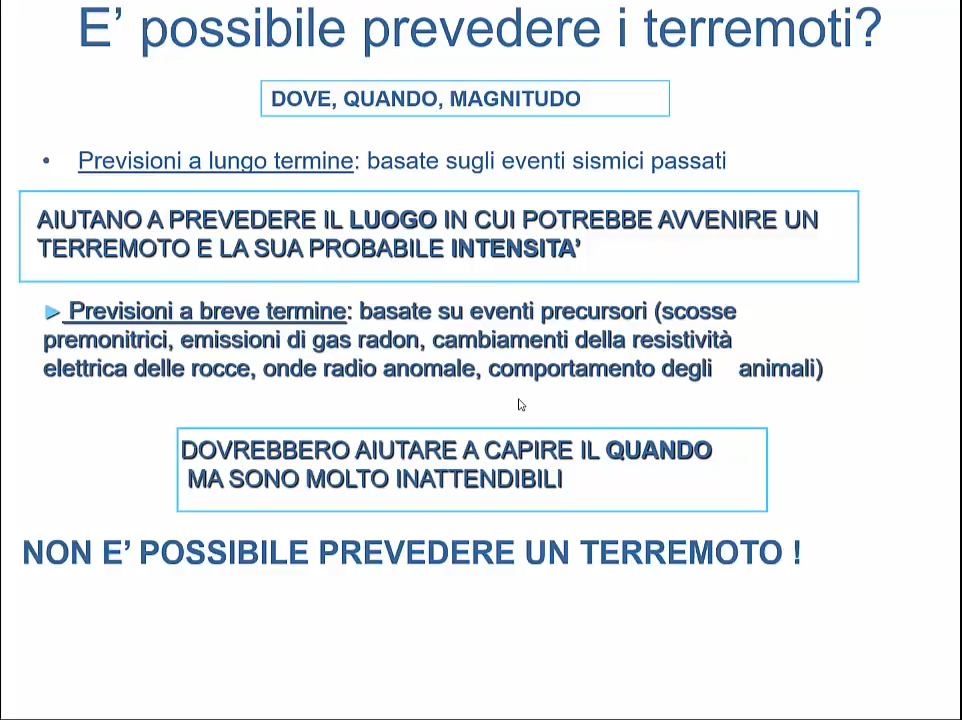 E’ possibile prevedere i terremoti?
DOVE, QUANDO, MAGNITUDO
• Previsioni a lungo termine: basate sugli eventi sismici passati
AIUTANO A PREVEDERE IL LUOGO IN CUI POTREBBE AVVENIRE UN
TERREMOTO E LA SUA PROBABILE INTENSITA’
► Previsioni a breve termine: basate su eventi precursori (scosse
premonitrici, emissioni di gas radon, cambiamenti della resistività
elettrica delle rocce, onde radio anomale, comportamento degli animali)
DOVREBBERO AIUTARE A CAPIRE IL QUANDO
MA SONO MOLTO INATTENDIBILI
NON E’ POSSIBILE PREVEDERE UN TERREMOTO !